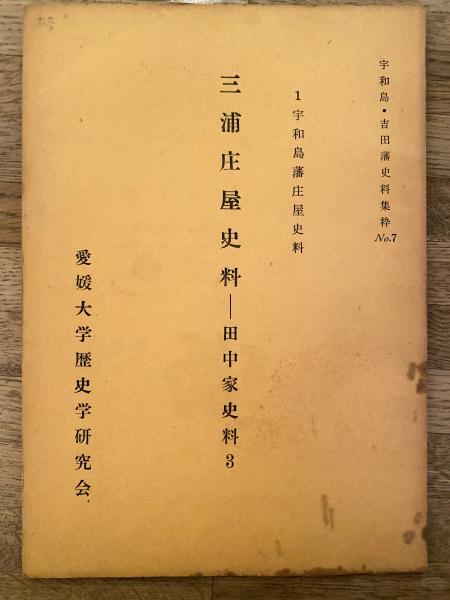 宇和島・吉田藩史料集粋 No.7
1 宇和島藩庄屋史料
三浦庄屋史料―田中家史料3
愛媛大学歴史学研究会